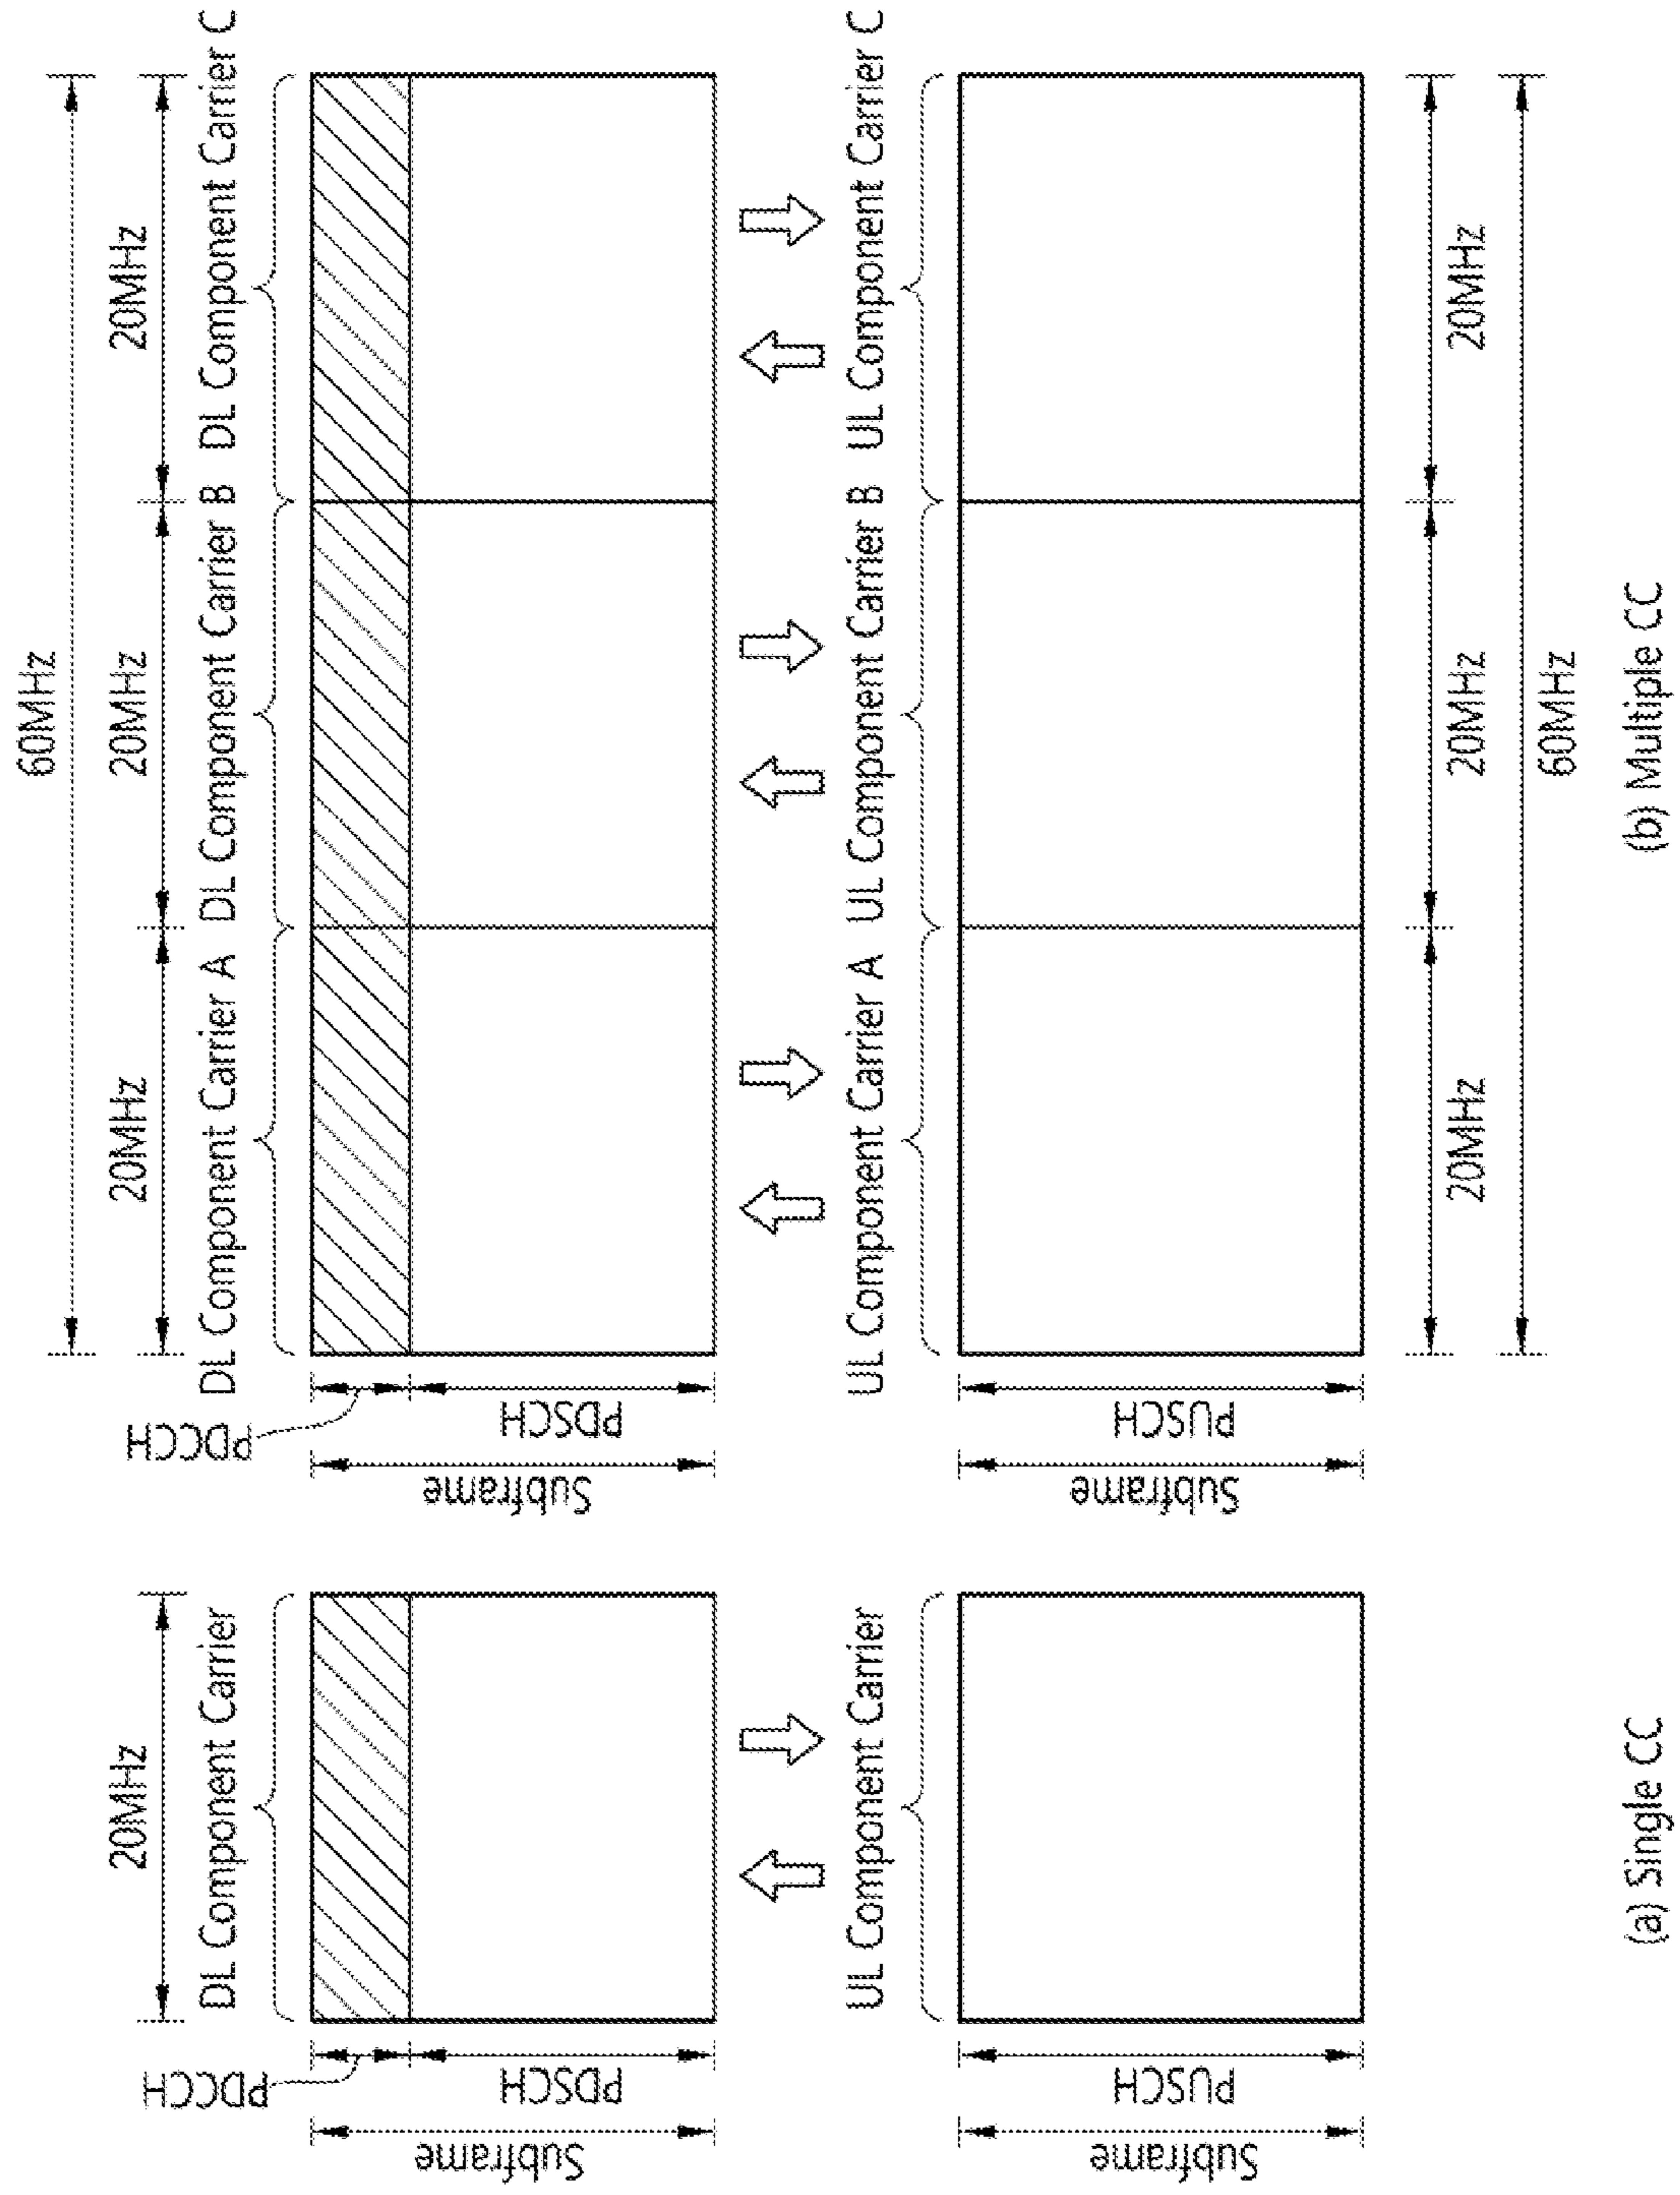 20MHz
DL Component Carrier
PDCCH
PDSCH
Subframe
UL Component Carrier
PUSCH
Subframe
(a) Single CC
60MHz
20MHz
20MHz
20MHz
DL Component Carrier A
DL Component Carrier B
DL Component Carrier C
PDCCH
PDSCH
Subframe
UL Component Carrier A
UL Component Carrier B
UL Component Carrier C
PUSCH
Subframe
20MHz
20MHz
20MHz
60MHz
(b) Multiple CC